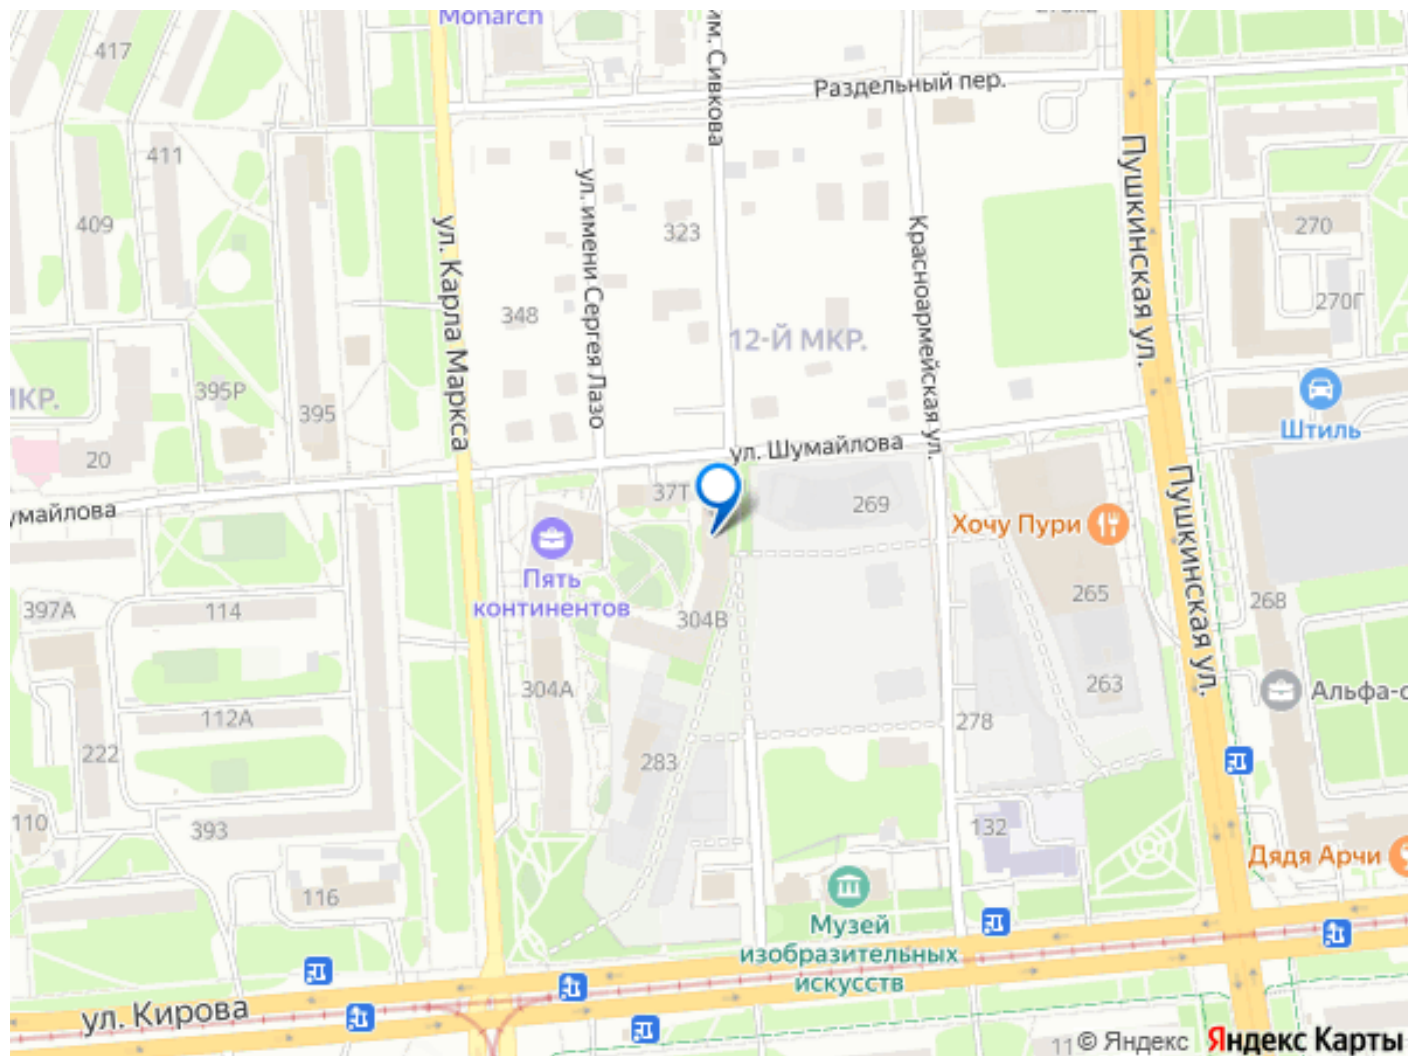 Monarch
417
им. Сивкова
Раздельный пер.
411
409
ул. имени Сергея Лазо
323
Красноармейская ул.
Пушкинская ул.
270
270Г
348
ул. Карла Маркса
12-Й МКР.
395Р
395
МКР.
20
Штиль
ул. Шумайлова
37Т
269
Хочу Пури
умайлова
Пять
континентов
Пушкинская ул.
397А
114
304В
265
268
304А
263
Альфа-с
112А
278
222
283
110
393
132
Дядя Арчи
116
Музей
изобразительных
искусств
ул. Кирова
11
© Яндекс Яндекс Карты